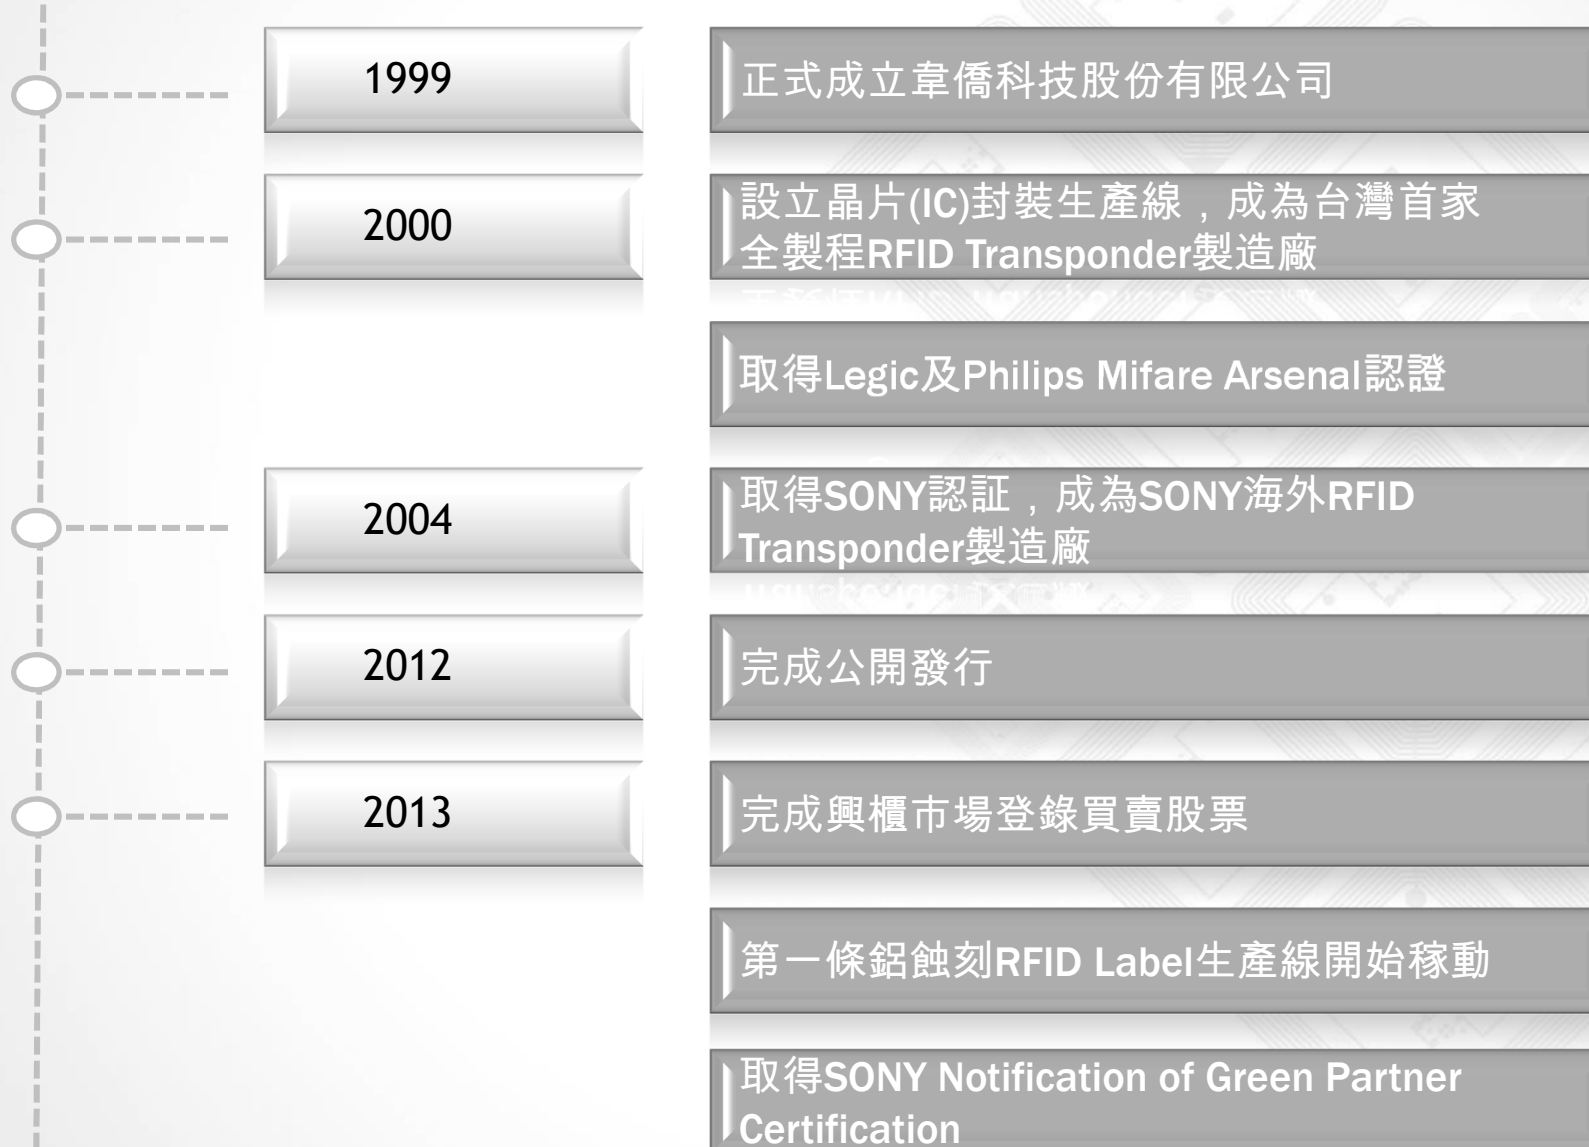 1999
正式成立韋僑科技股份有限公司
2000
設立晶片(IC)封裝生產線，成為台灣首家
全製程RFID Transponder製造廠
取得Legic及Philips Mifare Arsenal認證
2004
取得SONY認証，成為SONY海外RFID
Transponder製造廠
2012
完成公開發行
2013
完成興櫃市場登錄買賣股票
第一條鋁蝕刻RFID Label生產線開始稼動
取得SONY Notification of Green Partner
Certification